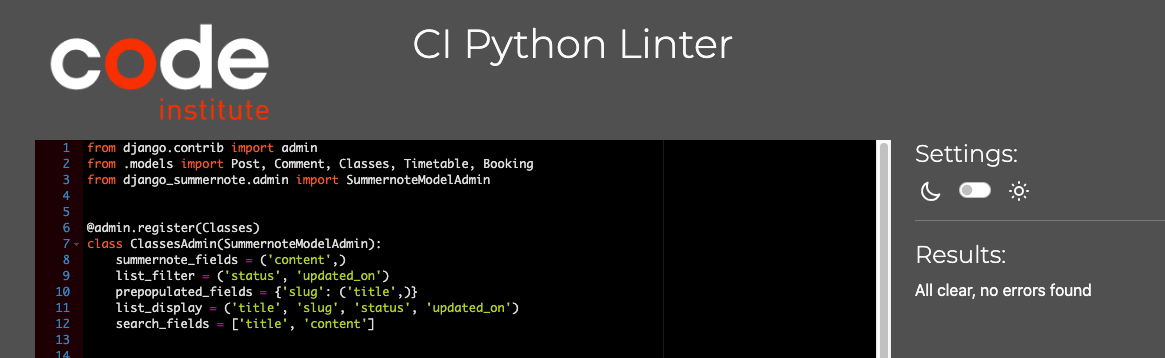 code
institute
CI Python Linter
1 from django.contrib import admin
2 from .models import Post, Comment, Classes, Timetable, Booking
3 from django_summernote.admin import SummernoteModelAdmin
4
5
6 @admin.register(Classes)
7 class ClassesAdmin(SummernoteModelAdmin):
8     summernote_fields = ('content',)
9     list_filter = ('status', 'updated_on')
10     prepopulated_fields = {'slug': ('title',)}
11     list_display = ('title', 'slug', 'status', 'updated_on')
12     search_fields = ['title', 'content']
13
14
Settings:
Results:
All clear, no errors found